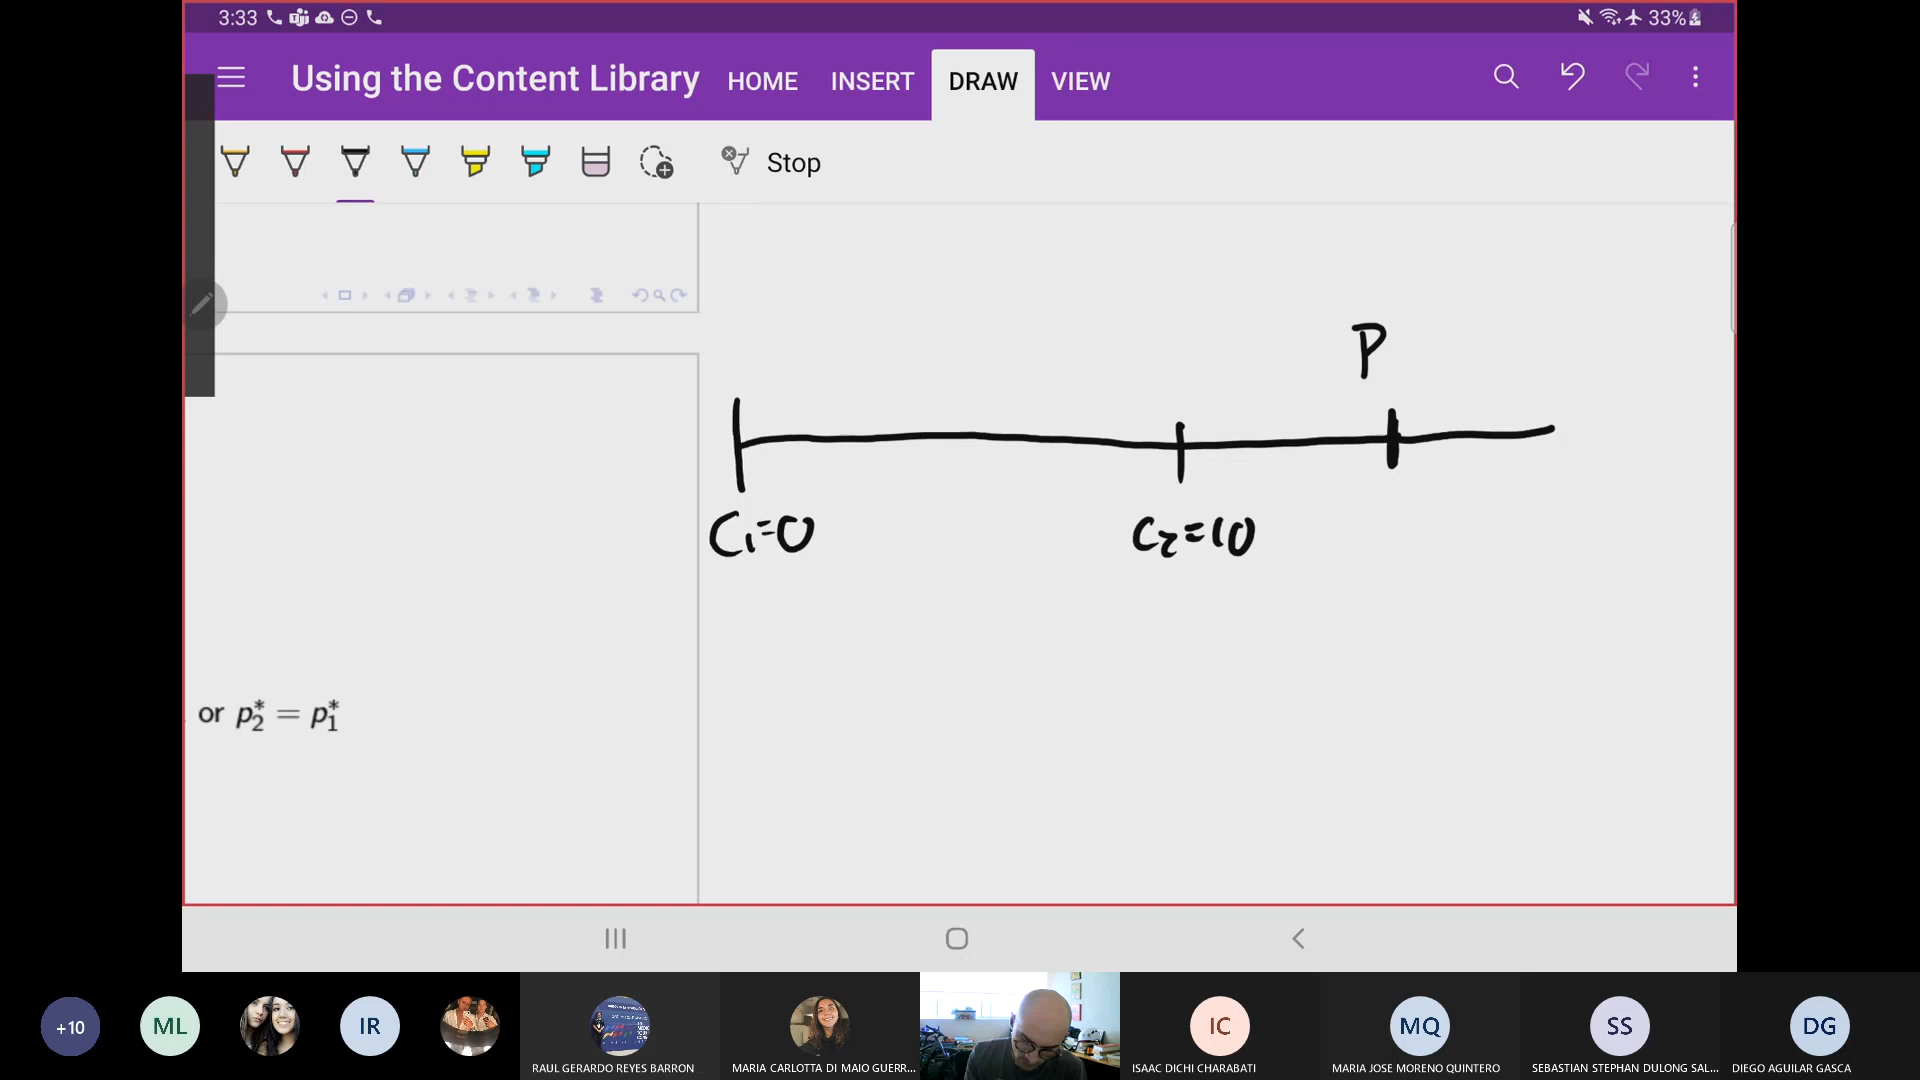 3:33 33%
Using the Content Library HOME INSERT DRAW VIEW
Stop
P
C₁=0 C₂=10
or p₂* = p₁*
+10 ML IR IC MQ SS DG
RAUL GERARDO REYES BARRON MARIA CARLOTTA DI MAIO GUERR... ISAAC DICHI CHARABATI MARIA JOSE MORENO QUINTERO SEBASTIAN STEPHAN DULONG SAL... DIEGO AGUILAR GASCA